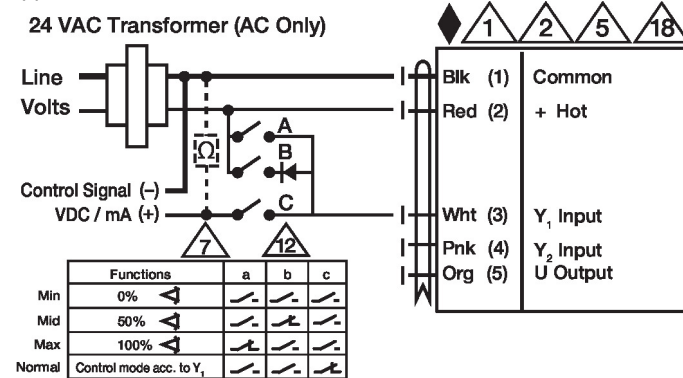 24 VAC Transformer (AC Only)
1 2 5 18
Line
Volts
Blk (1) Common
Red (2) + Hot
A
B
Ω
Control Signal (–)
VDC / mA (+)
C
Wht (3) Y₁ Input
Pnk (4) Y₂ Input
Org (5) U Output
7 12
Functions a b c
Min 0%
Mid 50%
Max 100%
Normal Control mode acc. to Y₁